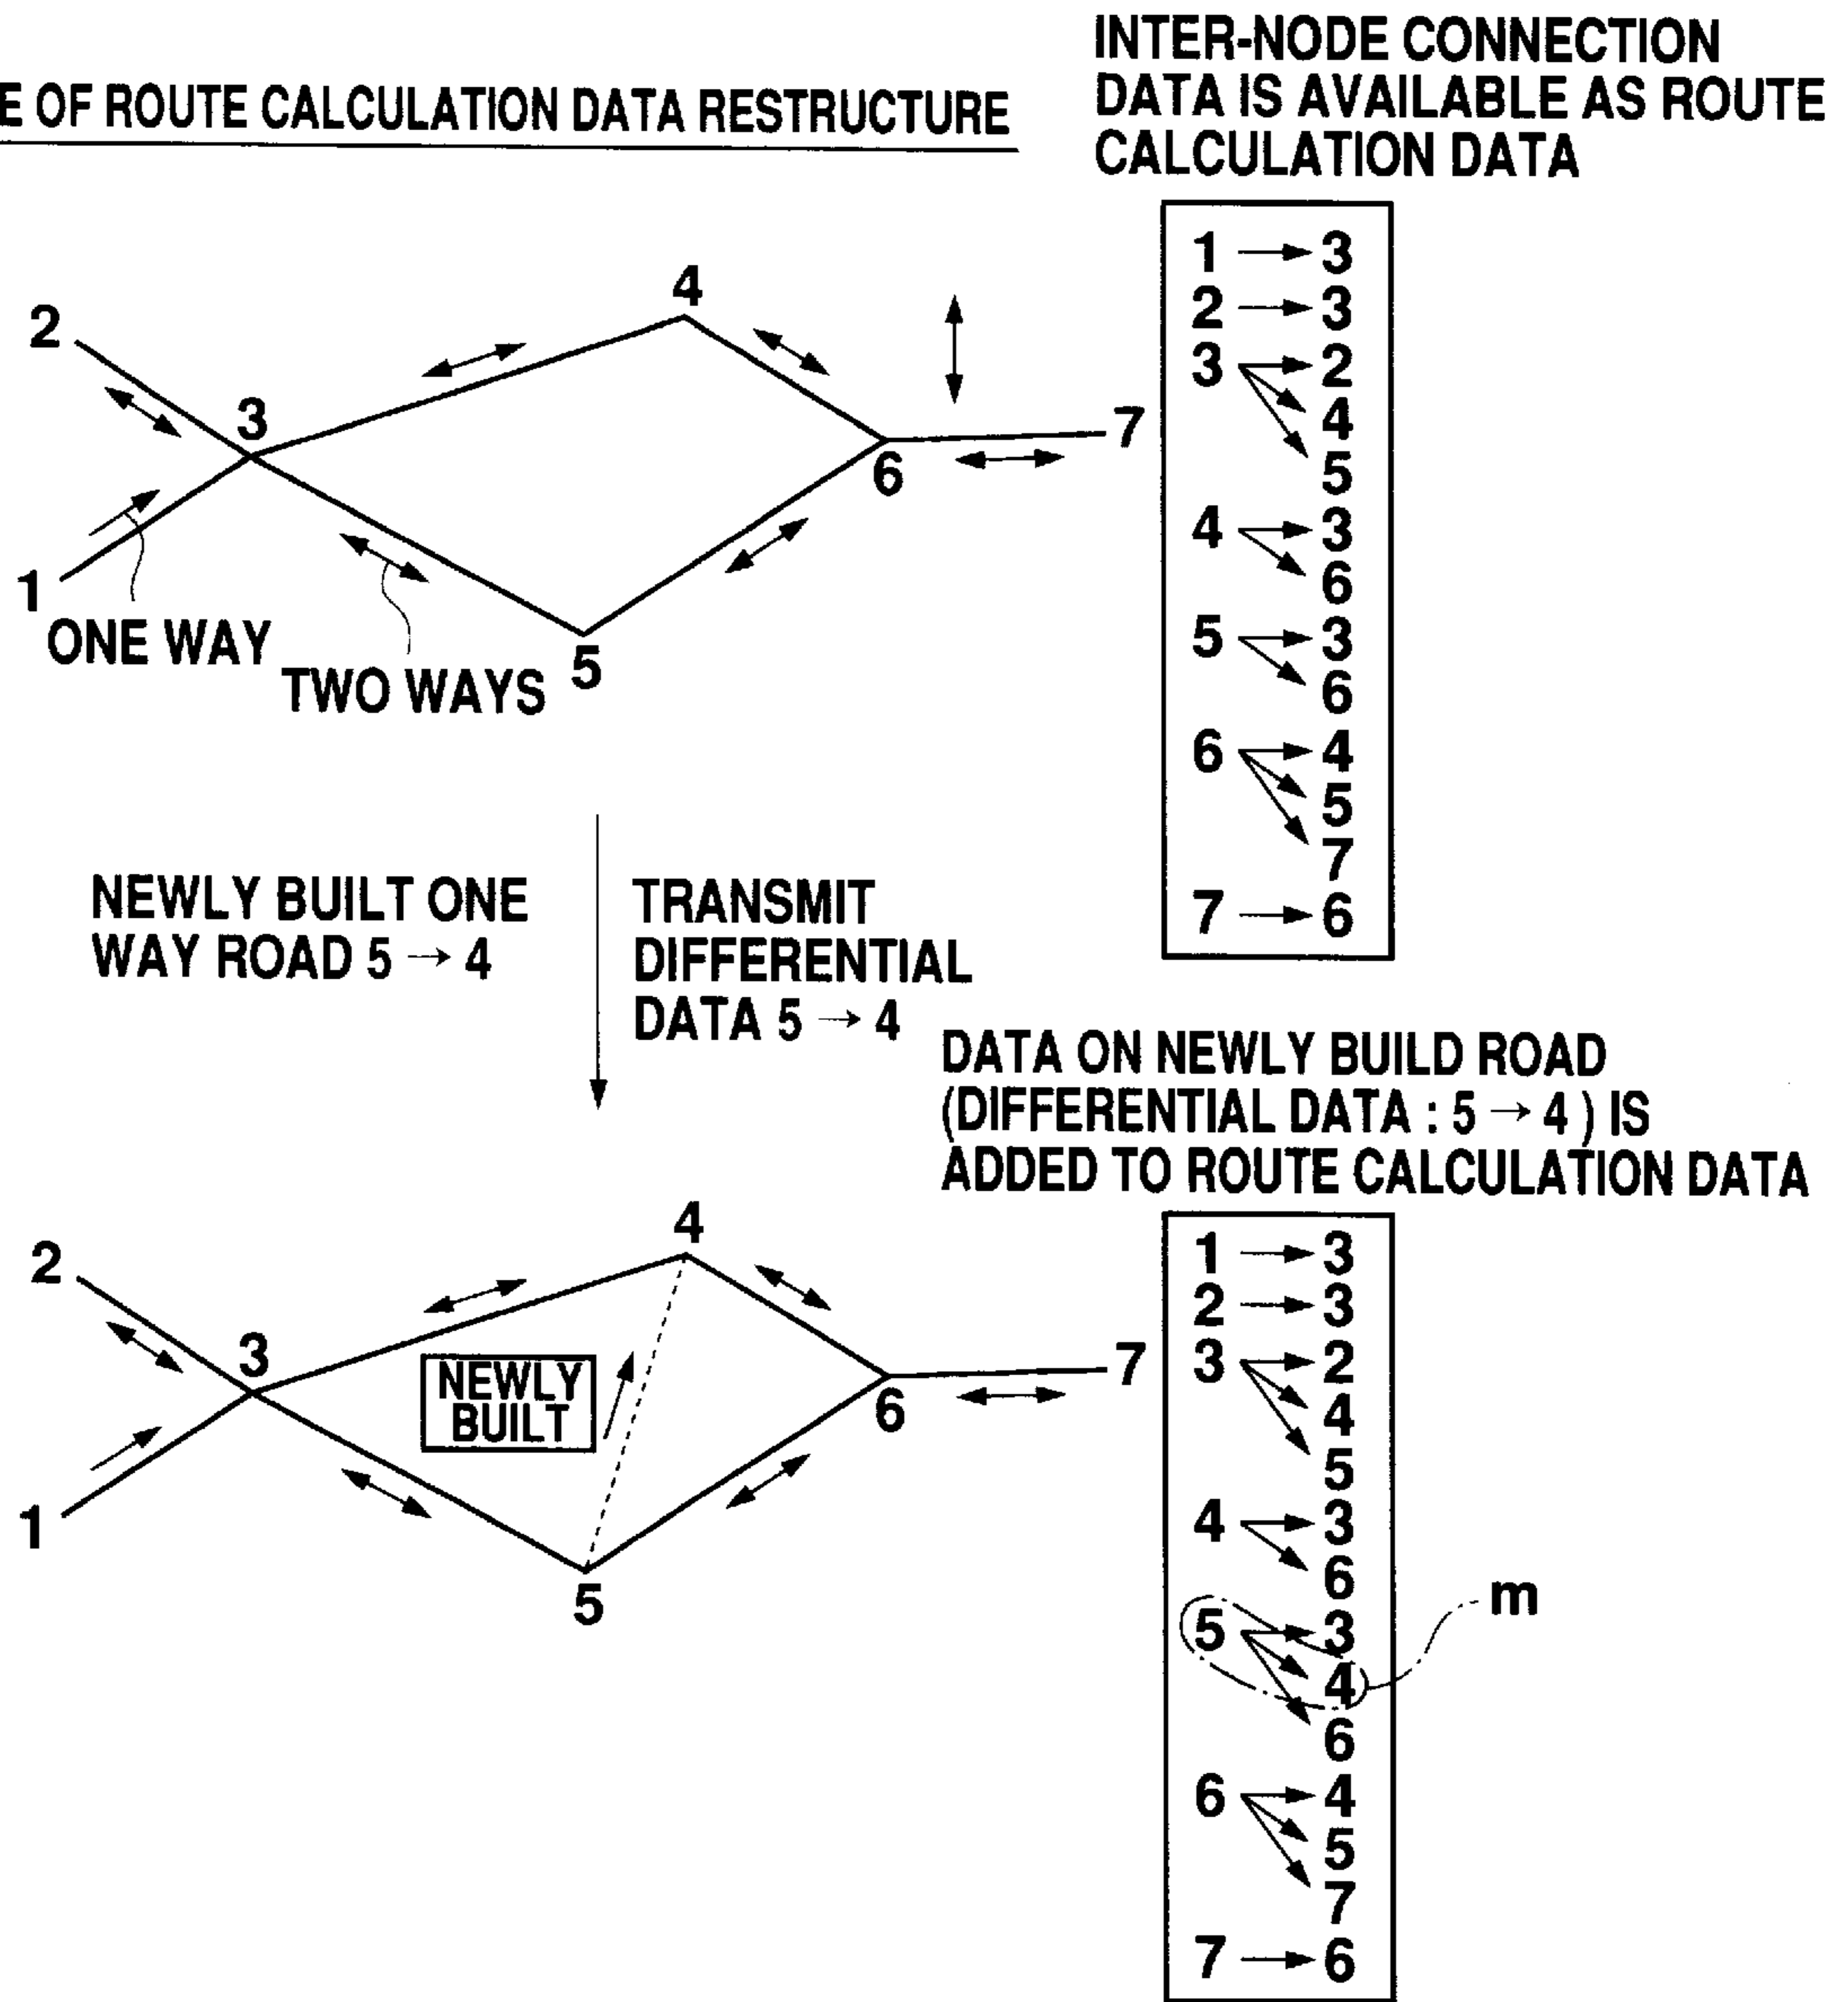 E OF ROUTE CALCULATION DATA RESTRUCTURE
INTER-NODE CONNECTION
DATA IS AVAILABLE AS ROUTE
CALCULATION DATA
2
3
4
7
6
1
5
ONE WAY
TWO WAYS
1 → 3
2 → 3
3 → 2
4
5
4 → 3
6
5 → 3
6
6 → 4
5
7
7 → 6
NEWLY BUILT ONE
WAY ROAD 5 → 4
TRANSMIT
DIFFERENTIAL
DATA 5 → 4
DATA ON NEWLY BUILD ROAD
(DIFFERENTIAL DATA : 5 → 4 ) IS
ADDED TO ROUTE CALCULATION DATA
2
3
4
7
6
1
5
NEWLY
BUILT
1 → 3
2 → 3
3 → 2
4
5
4 → 3
6
5 → 3
4
6
m
6 → 4
5
7
7 → 6